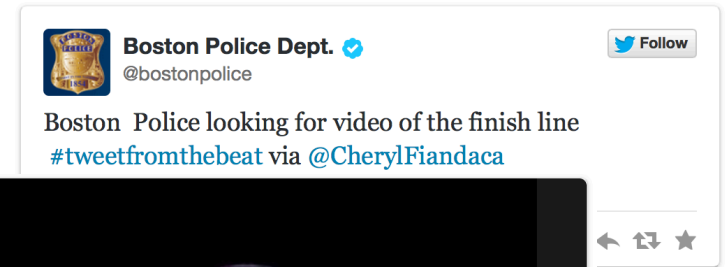 Boston Police Dept.
Follow
@bostonpolice
Boston Police looking for video of the finish line
#tweetfromthebeat via @CherylFiandaca